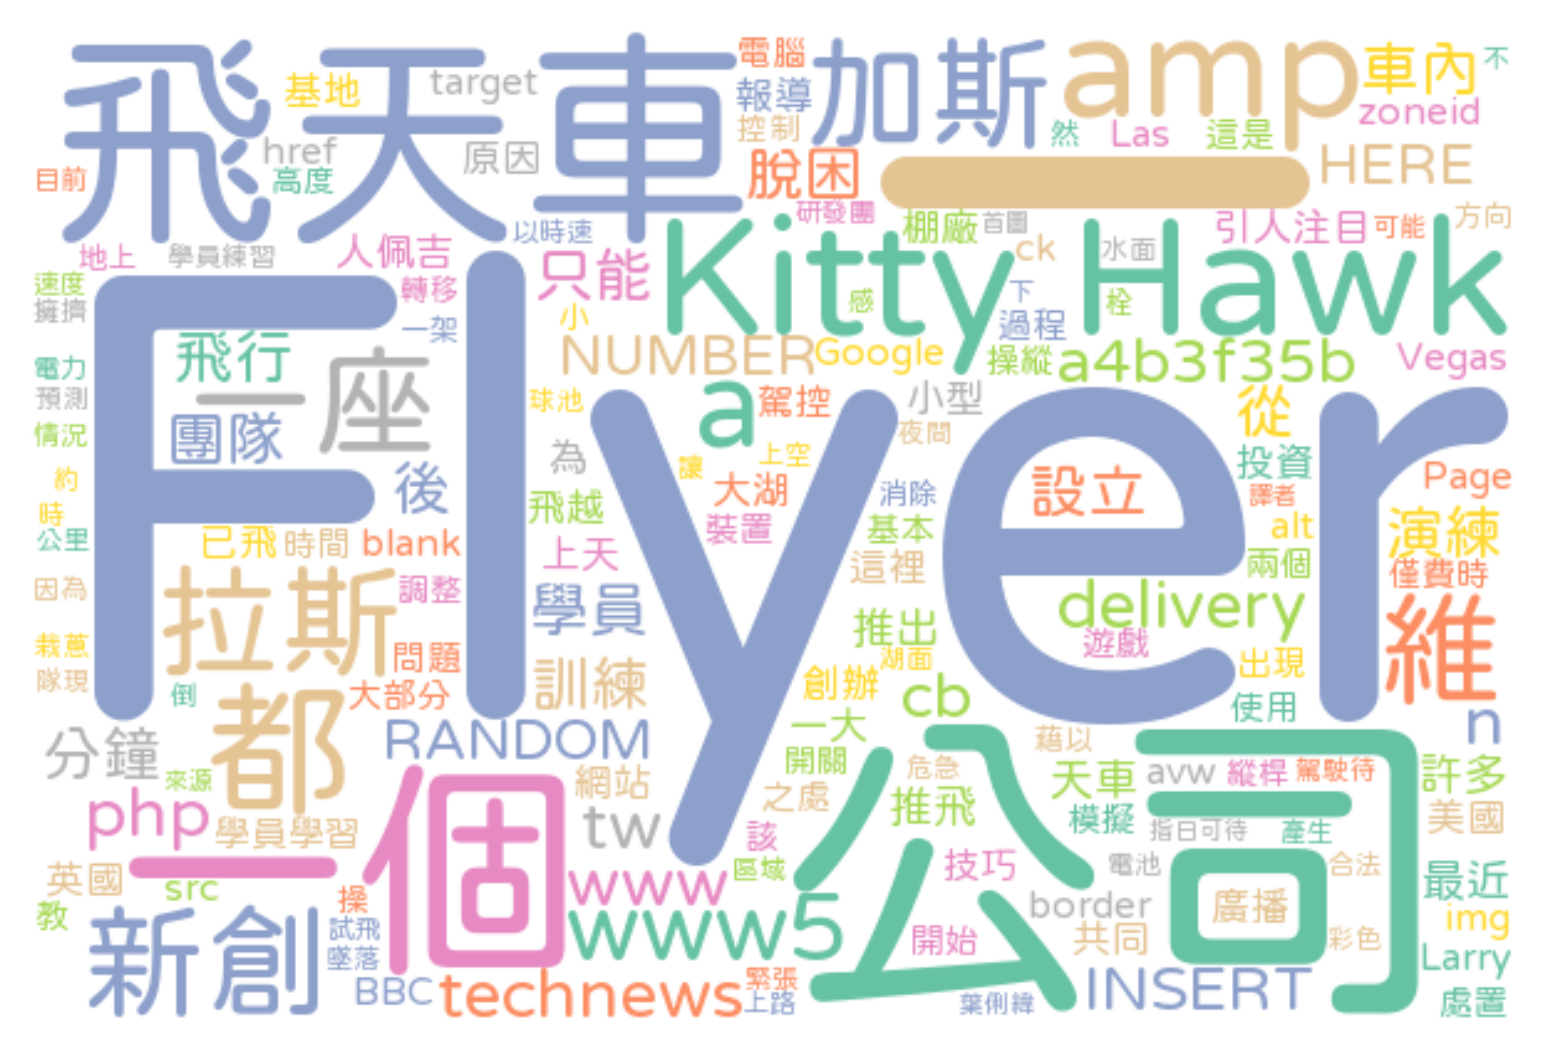 飛天車
基地
target
電腦
報導
控制
加斯
amp
車內
不
zoneid
href
原因
脫困
然
Las
這是
HERE
目前
高度
一
研發團
棚廠
首圖
引人注目
可能
方向
地上
學員練習
人佩吉
以時速
只能
Kitty Hawk
ck
水面
速度
擁擠
轉移
一架
小
感
下
過程
栓
飛行
一座
NUMBER
Google
操縱
a4b3f35b
Vegas
電力
預測
情況
團隊
後
球池
a
駕控
小型
夜間
從
Flyer
為
讓
上空
大湖
消除
設立
投資
譯者
Page
約
時
公里
已飛
時間
blank
飛越
上天
裝置
基本
這裡
alt
兩個
演練
僅費時
因為
拉斯
調整
學員
delivery
遊戲
維
栽蔥
隊現
問題
大部分
倒
訓練
推出
湖面
創辦
cb
出現
使用
n
分鐘
都
RANDOM
一大
開關
藉以
來源
php
學員學習
網站
tw
之處
危急
推飛
天車
avw
縱桿
駕駛待
許多
模擬
指日可待
產生
美國
英國
src
一個
www
該
區域
公司
技巧
電池
合法
最近
教
新創
操
試飛
墜落
www5
開始
border
共同
廣播
彩色
img
Larry
BBC
technews
緊張
上路
葉俐緯
INSERT
處置